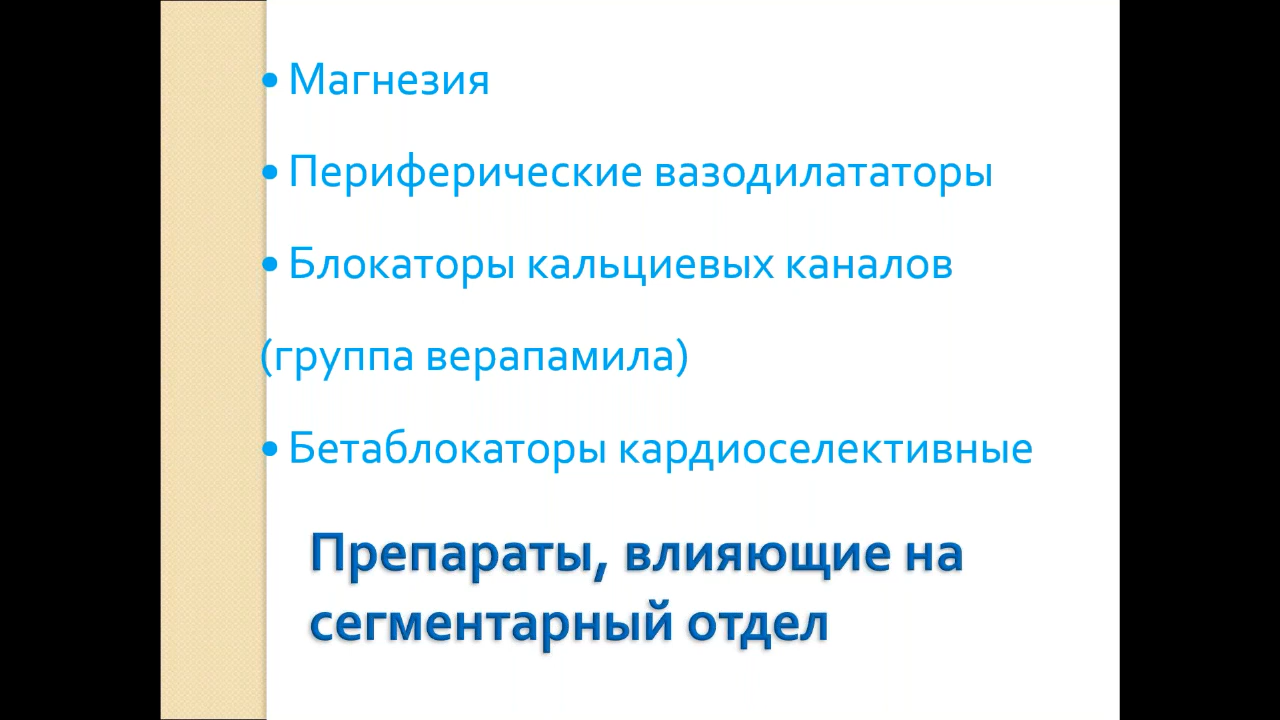 • Магнезия
• Периферические вазодилататоры
• Блокаторы кальциевых каналов
(группа верапамила)
• Бетаблокаторы кардиоселективные
Препараты, влияющие на
сегментарный отдел